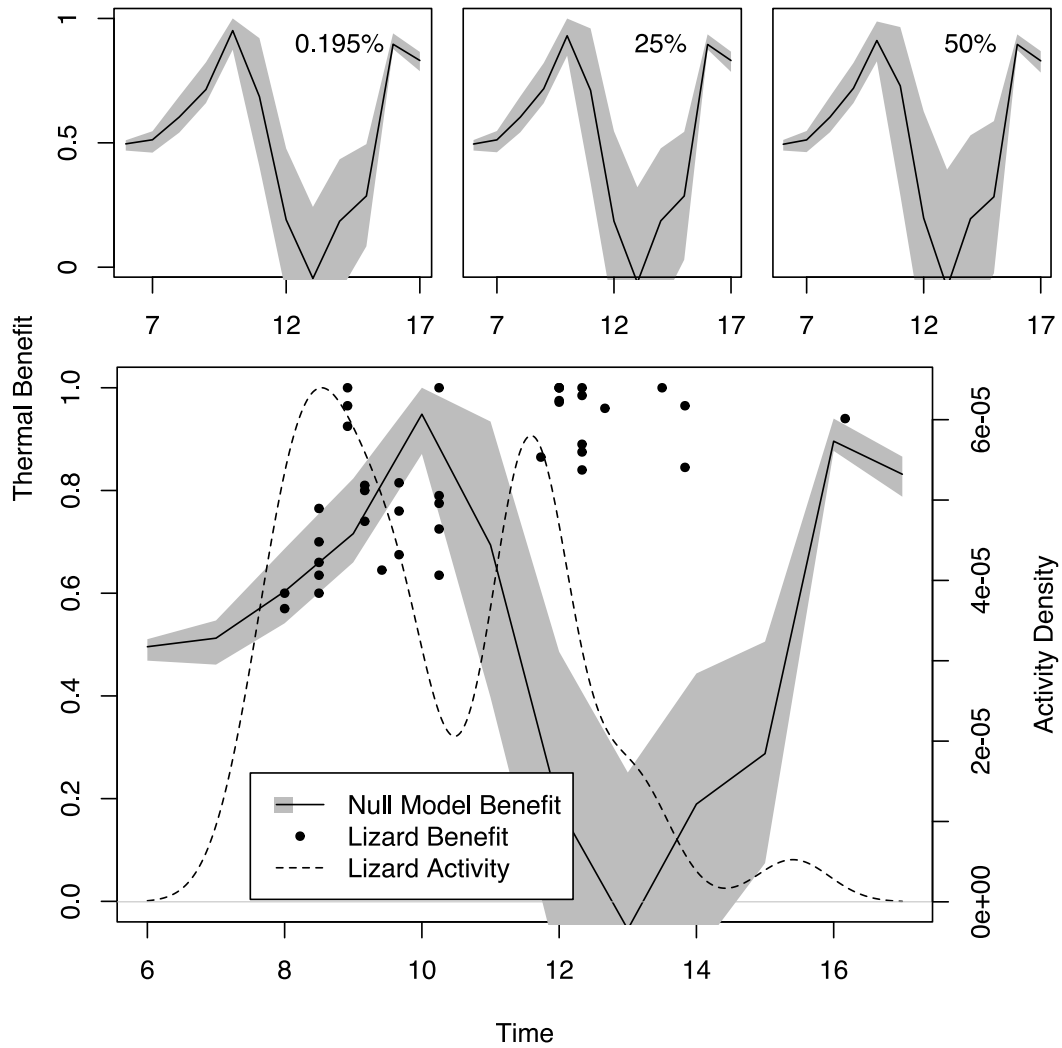 0.195%
25%
50%
1
0.5
0
7
12
17
7
12
17
7
12
17
Thermal Benefit
1.0
0.8
0.6
0.4
0.2
0.0
6e-05
4e-05
2e-05
0e+00
Activity Density
Null Model Benefit
Lizard Benefit
Lizard Activity
6
8
10
12
14
16
Time